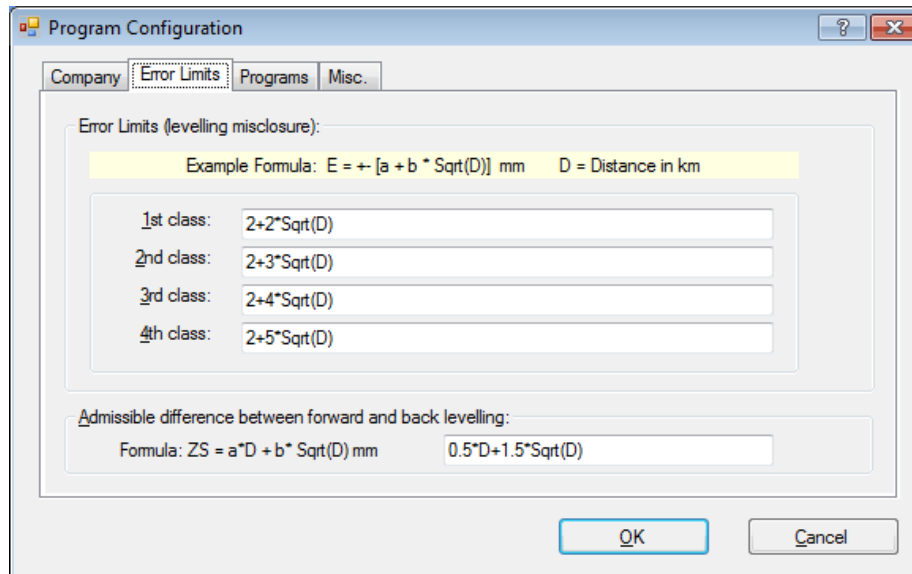 Program Configuration
Company Error Limits Programs Misc.
Error Limits (levelling misclosure):
Example Formula: E = +- [a + b * Sqrt(D)] mm D = Distance in km
1st class: 2+2*Sqrt(D)
2nd class: 2+3*Sqrt(D)
3rd class: 2+4*Sqrt(D)
4th class: 2+5*Sqrt(D)
Admissible difference between forward and back levelling:
Formula: ZS = a*D + b* Sqrt(D) mm 0.5*D+1.5*Sqrt(D)
OK Cancel